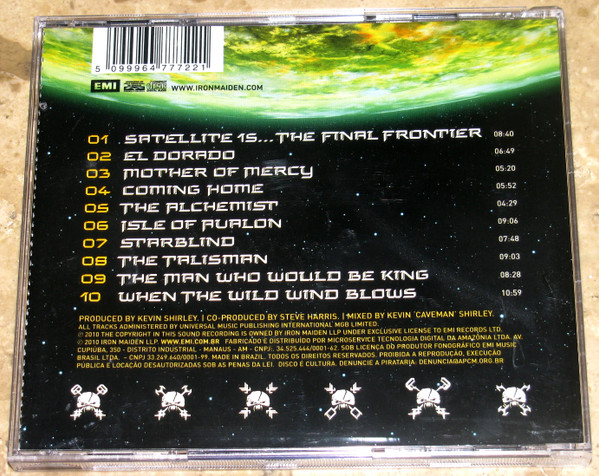 5 099964 777221
EMI WWW.IRONMAIDEN.COM
01 SATELLITE 15...THE FINAL FRONTIER 08:40
02 EL DORADO 06:49
03 MOTHER OF MERCY 05:20
04 COMING HOME 05:52
05 THE ALCHEMIST 04:29
06 ISLE OF AVALON 09:06
07 STARBLIND 07:48
08 THE TALISMAN 09:03
09 THE MAN WHO WOULD BE KING 08:28
10 WHEN THE WILD WIND BLOWS 10:59
PRODUCED BY KEVIN SHIRLEY. | CO-PRODUCED BY STEVE HARRIS. | MIXED BY KEVIN 'CAVEMAN' SHIRLEY.
ALL TRACKS ADMINISTERED BY UNIVERSAL MUSIC PUBLISHING INTERNATIONAL MGB LIMITED.
℗ 2010 THE COPYRIGHT IN THIS SOUND RECORDING IS OWNED BY IRON MAIDEN LLP UNDER EXCLUSIVE LICENSE TO EMI RECORDS LTD.
© 2010 IRON MAIDEN LLP WWW.EMI.COM.BR FABRICADO E DISTRIBUIDO POR MICROSERVICE TECNOLOGIA DIGITAL DA AMAZÔNIA LTDA. AV.
CUPIÚBA, 350 - DISTRITO INDUSTRIAL - MANAUS - AM - CNPJ. 34.525.444/0001-62. SOB LICENÇA DO PRODUTOR FONOGRÁFICO EMI MUSIC
BRASIL LTDA. - CNPJ 33.249.640/0001-99. MADE IN BRAZIL. TODOS OS DIREITOS RESERVADOS. PROIBIDA A REPRODUÇÃO, EXECUÇÃO
PÚBLICA E LOCAÇÃO DESAUTORIZADAS SOB AS PENAS DA LEI. DISCO É CULTURA. DENUNCIE A PIRATARIA: DENUNCIA@APCM.ORG.BR